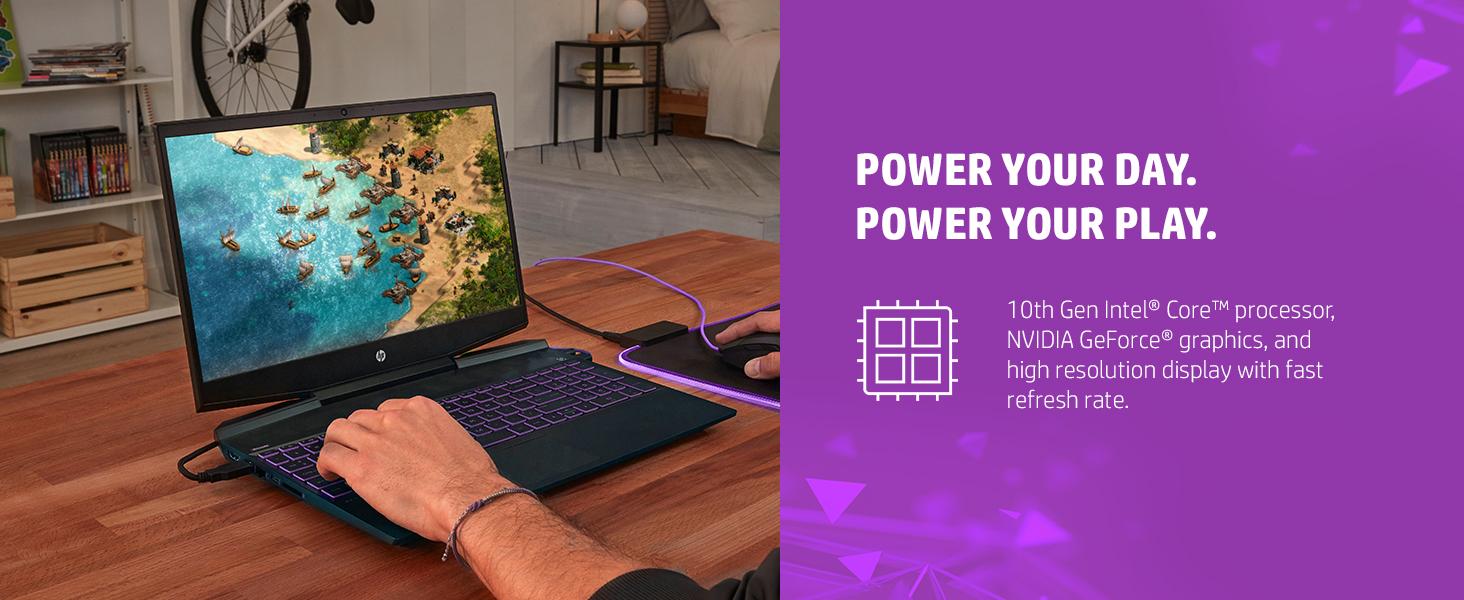 hp
POWER YOUR DAY.
POWER YOUR PLAY.
10th Gen Intel® Core™ processor,
NVIDIA GeForce® graphics, and
high resolution display with fast
refresh rate.